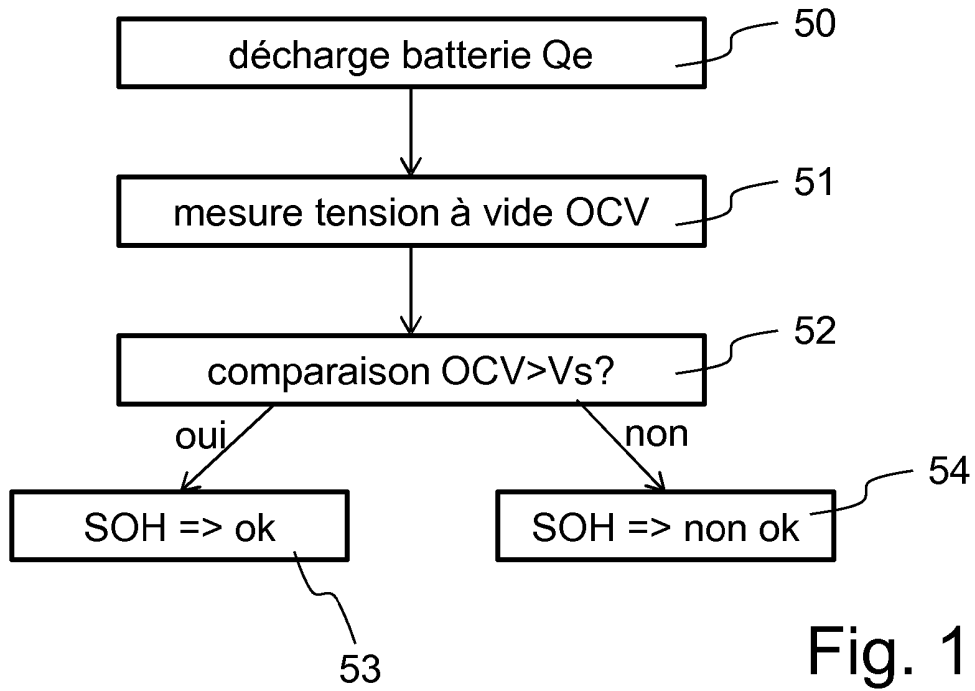 50
décharge batterie Qe
51
mesure tension à vide OCV
52
comparaison OCV>Vs?
oui
non
54
SOH => ok
SOH => non ok
53
Fig. 1